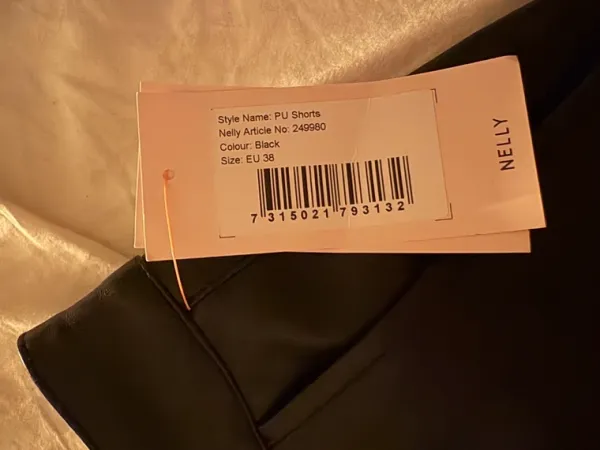 Style Name: PU Shorts
Nelly Article No: 249980
Colour: Black
Size: EU 38
7 315021 793132
NELLY